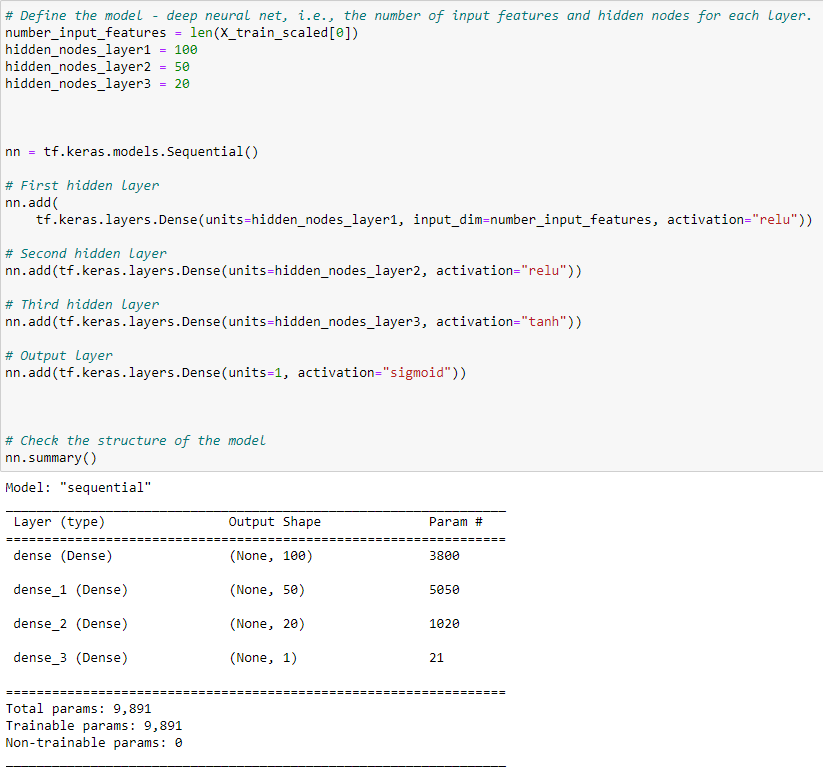 # Define the model - deep neural net, i.e., the number of input features and hidden nodes for each layer.
number_input_features = len(X_train_scaled[0])
hidden_nodes_layer1 = 100
hidden_nodes_layer2 = 50
hidden_nodes_layer3 = 20
nn = tf.keras.models.Sequential()
# First hidden layer
nn.add(
    tf.keras.layers.Dense(units=hidden_nodes_layer1, input_dim=number_input_features, activation="relu"))
# Second hidden layer
nn.add(tf.keras.layers.Dense(units=hidden_nodes_layer2, activation="relu"))
# Third hidden layer
nn.add(tf.keras.layers.Dense(units=hidden_nodes_layer3, activation="tanh"))
# Output layer
nn.add(tf.keras.layers.Dense(units=1, activation="sigmoid"))
# Check the structure of the model
nn.summary()
Model: "sequential"
Layer (type) Output Shape Param #
dense (Dense) (None, 100) 3800
dense_1 (Dense) (None, 50) 5050
dense_2 (Dense) (None, 20) 1020
dense_3 (Dense) (None, 1) 21
Total params: 9,891
Trainable params: 9,891
Non-trainable params: 0